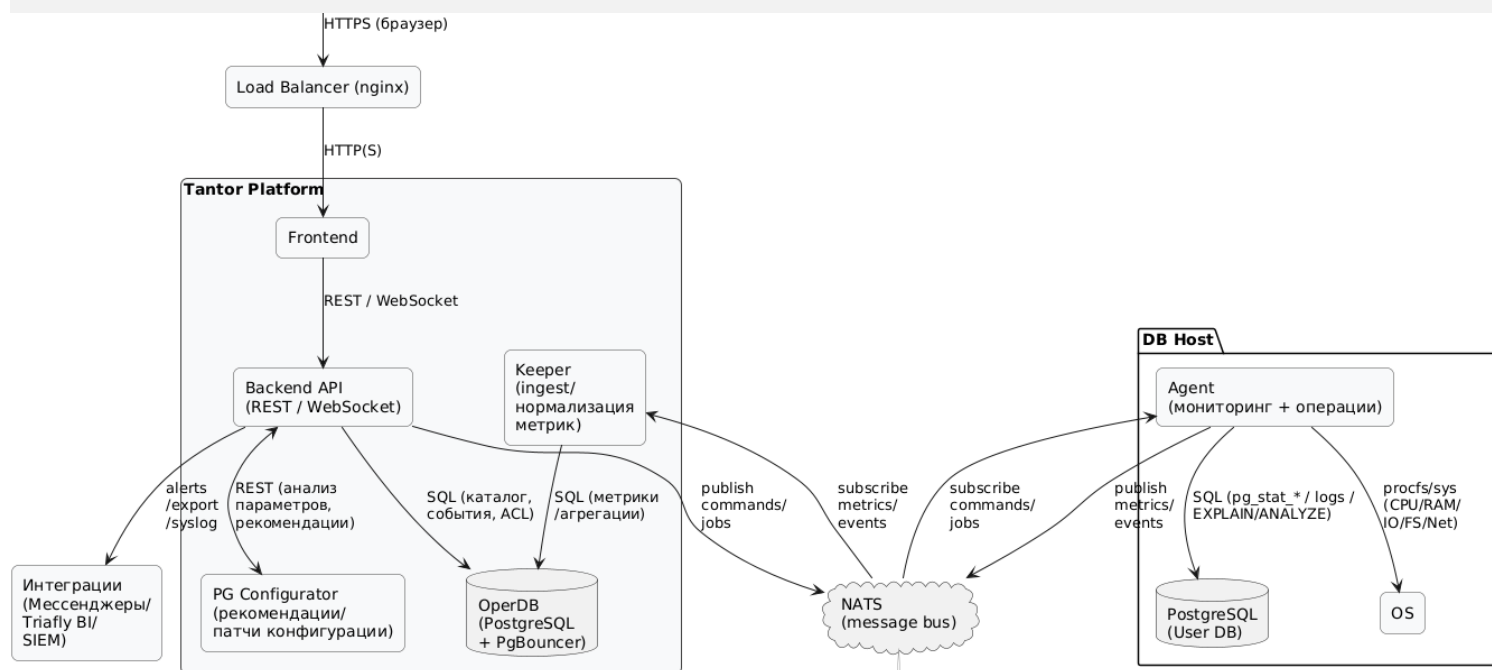 HTTPS (браузер)
Load Balancer (nginx)
HTTP(S)
Tantor Platform
Frontend
REST / WebSocket
DB Host
Backend API
(REST / WebSocket)
Keeper
(ingest/
нормализация
метрик)
Agent
(мониторинг + операции)
alerts
/export
/syslog
REST (анализ
параметров,
рекомендации)
SQL (каталог,
события, ACL)
SQL (метрики
/агрегации)
publish
commands/
jobs
subscribe
metrics/
events
subscribe
commands/
jobs
publish
metrics/
events
SQL (pg_stat_* / logs /
EXPLAIN/ANALYZE)
procfs/sys
(CPU/RAM/
IO/FS/Net)
Интеграции
(Мессенджеры/
Triafly BI/
SIEM)
PG Configurator
(рекомендации/
патчи конфигурации)
OperDB
(PostgreSQL
+ PgBouncer)
NATS
(message bus)
PostgreSQL
(User DB)
OS